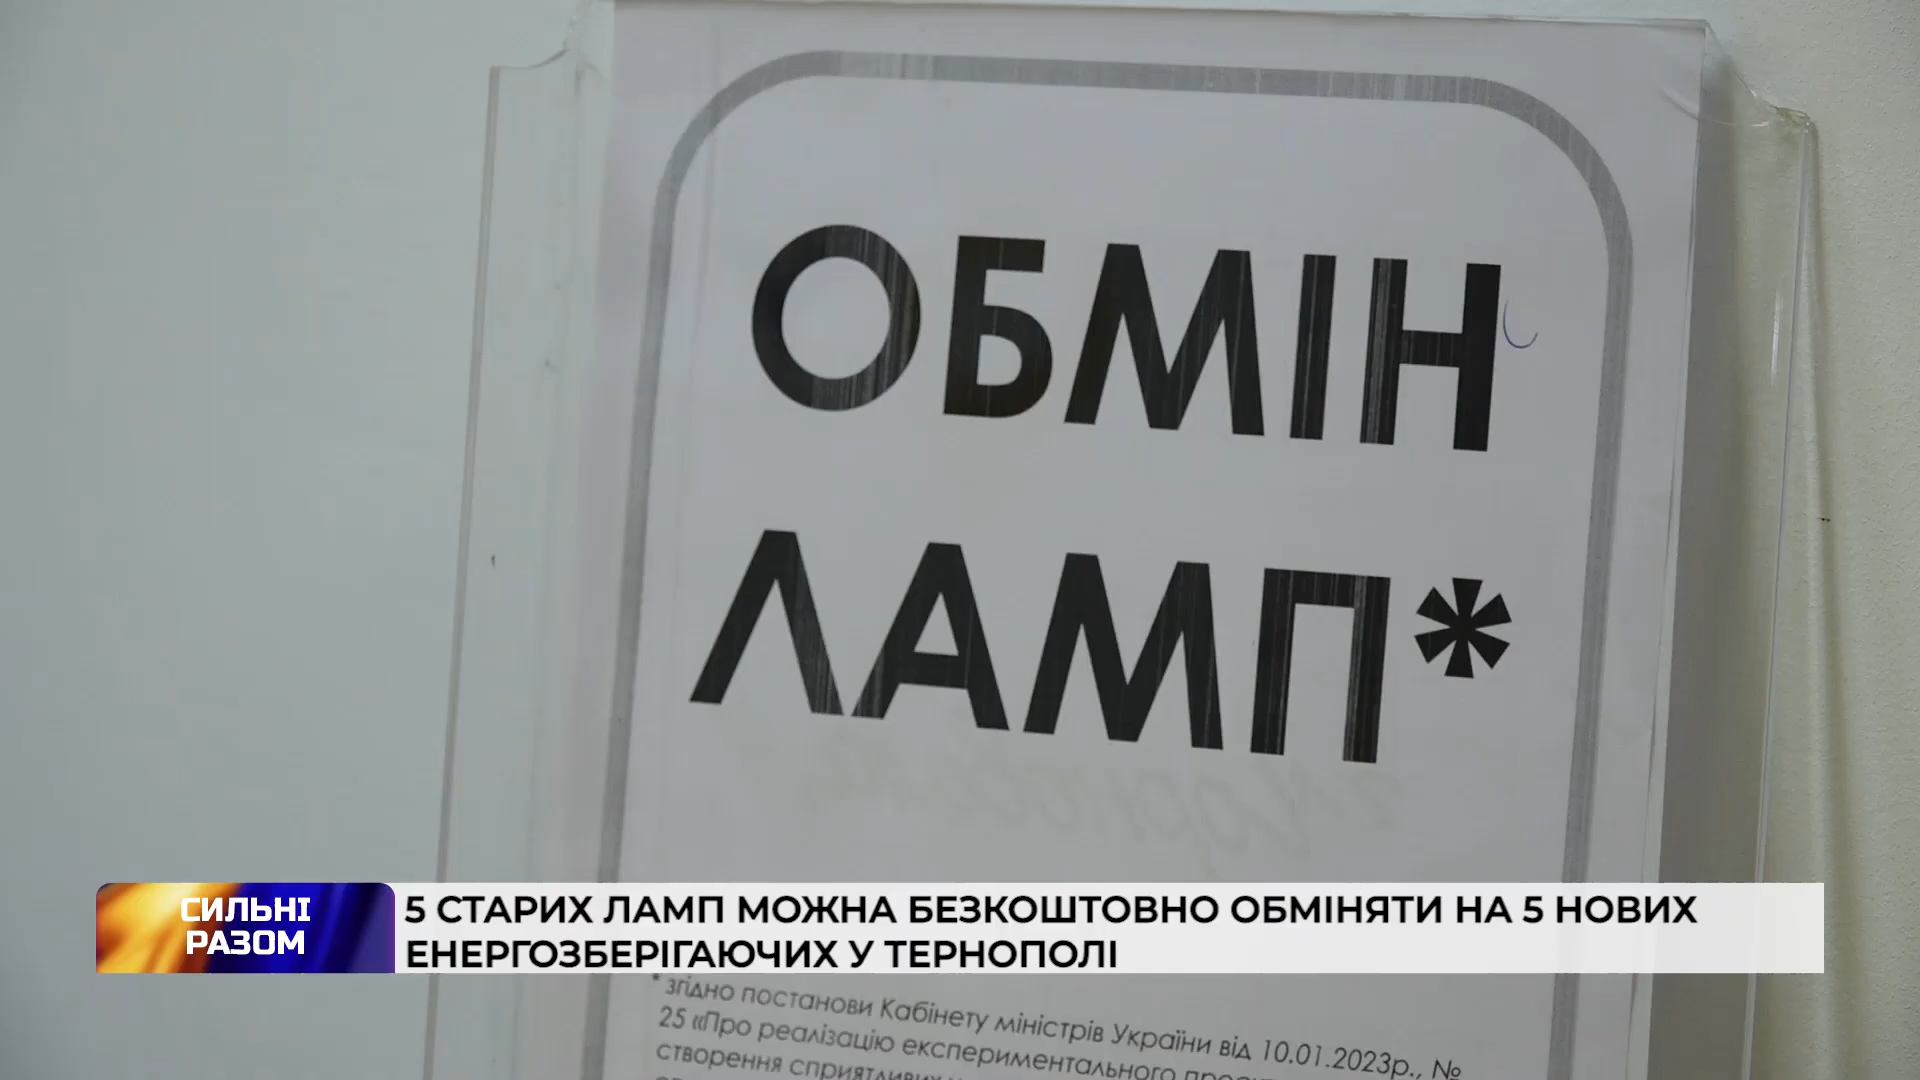 ОБМІН
ЛАМП*
СИЛЬНІ
РАЗОМ
5 СТАРИХ ЛАМП МОЖНА БЕЗКОШТОВНО ОБМІНЯТИ НА 5 НОВИХ
ЕНЕРГОЗБЕРІГАЮЧИХ У ТЕРНОПОЛІ
* згідно постанови Кабінету міністрів України від 10.01.2023р., №
25 «Про реалізацію експериментального
створення сприятливих